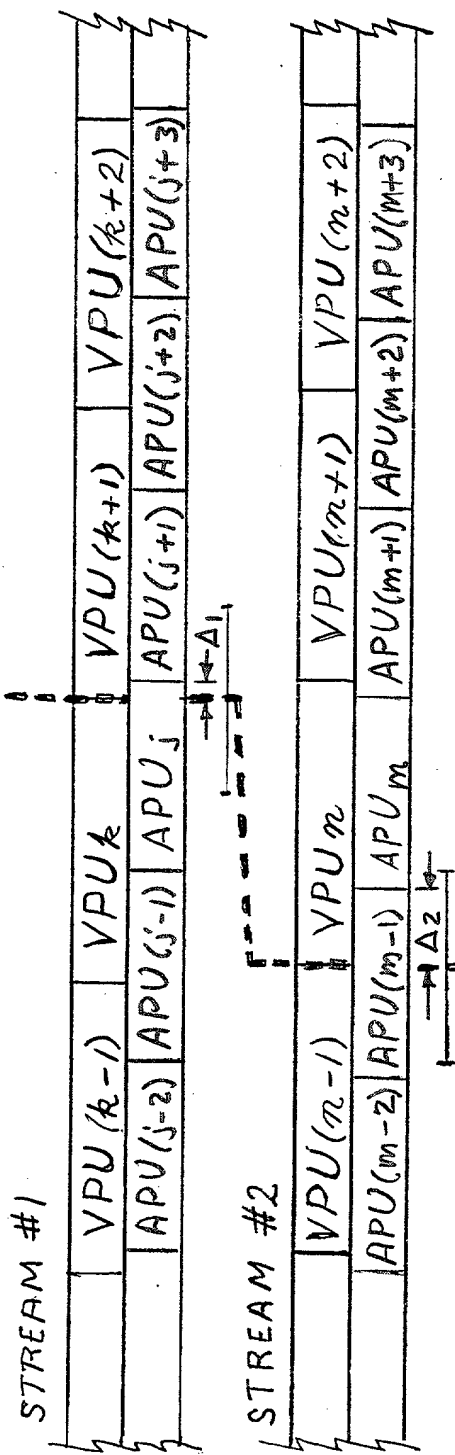 STREAM #1
VPU(k-1) VPUk VPU(k+1) VPU(k+2)
APU(j-2) APU(j-1) APUj APU(j+1) APU(j+2) APU(j+3)
Δ1
STREAM #2
VPU(n-1) VPUn VPU(n+1) VPU(n+2)
APU(m-2) APU(m-1) APUm APU(m+1) APU(m+2) APU(m+3)
Δ2